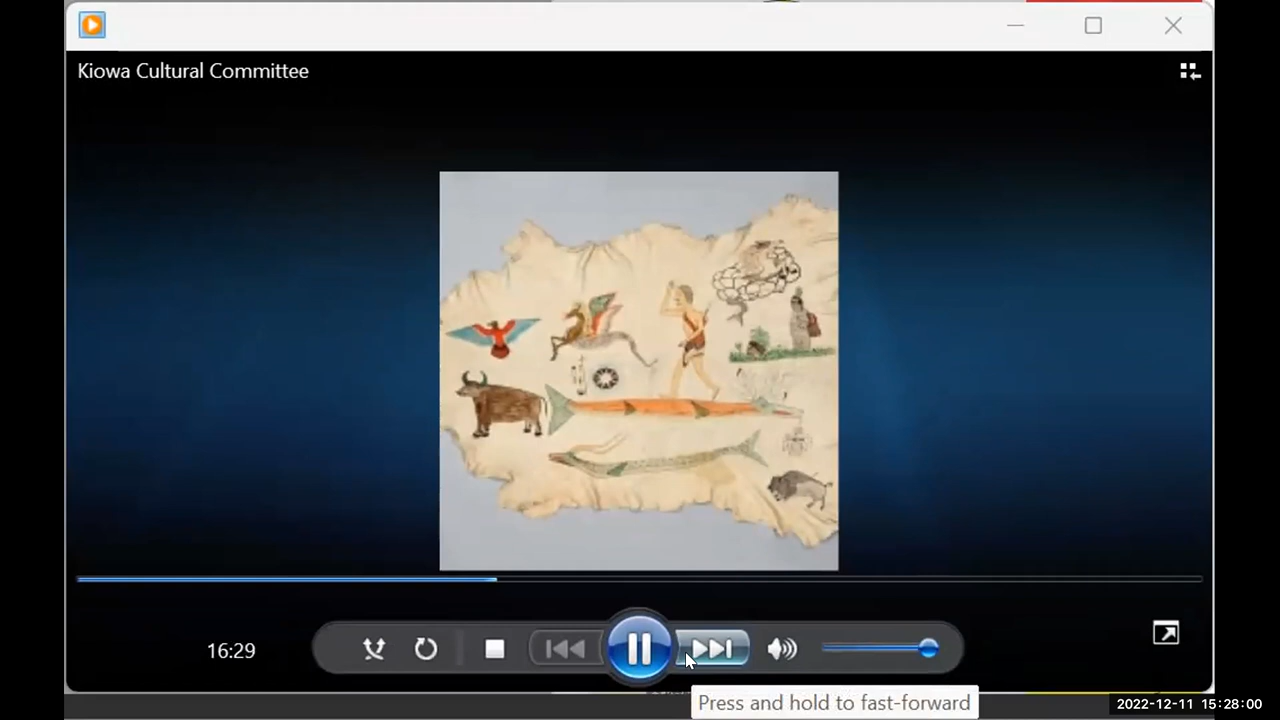 Kiowa Cultural Committee
16:29
Press and hold to fast-forward
2022-12-11 15:28:00